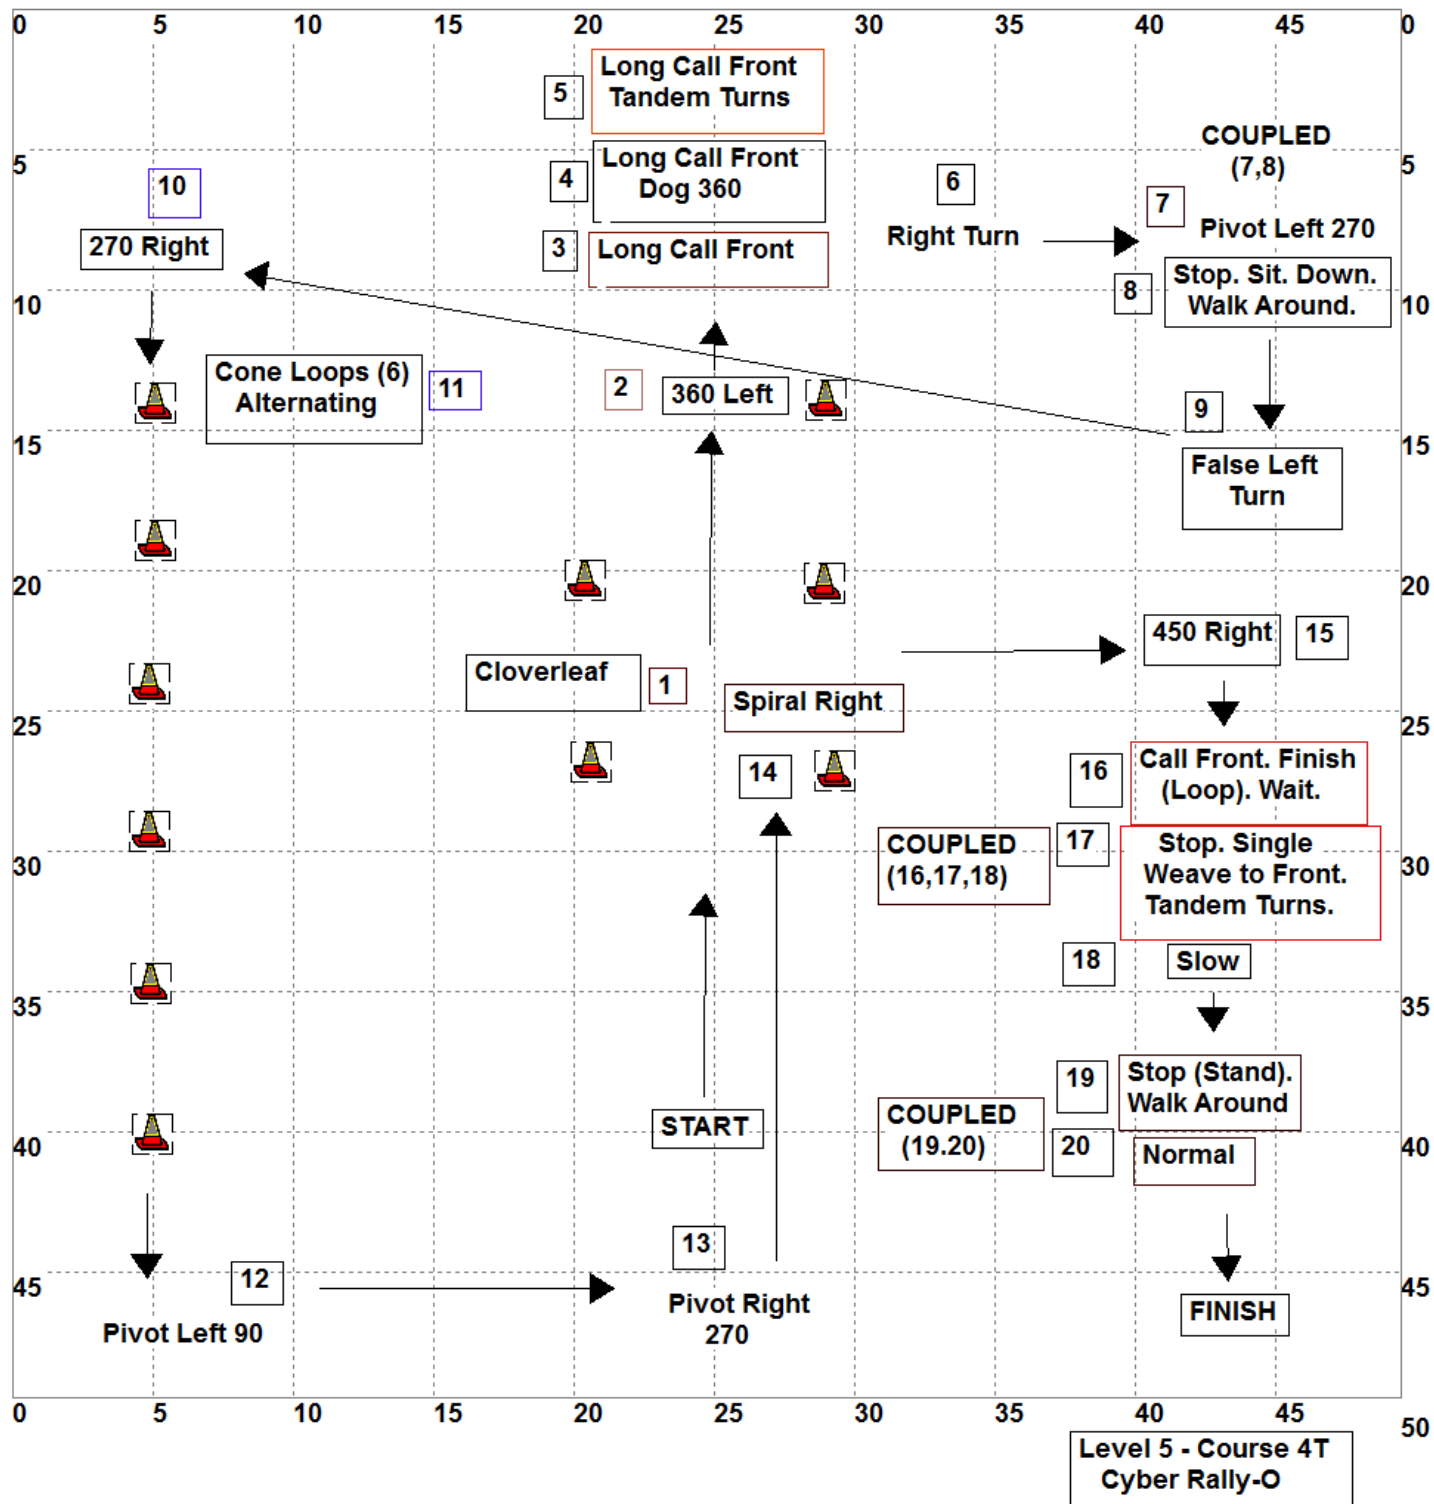 0 5 10 15 20 25 30 35 40 45 0
5 Long Call Front
Tandem Turns
5 5
4 Long Call Front
Dog 360
6
COUPLED
(7,8)
10
7
3 Long Call Front
Right Turn
Pivot Left 270
270 Right
8 Stop. Sit. Down.
Walk Around.
10 10
Cone Loops (6)
Alternating
11
2 360 Left
9
15 15
False Left
Turn
20 20
Cloverleaf
1
450 Right 15
Spiral Right
25 25
14
16 Call Front. Finish
(Loop). Wait.
COUPLED
(16,17,18)
17 Stop. Single
Weave to Front.
Tandem Turns.
30 30
18 Slow
35 35
START
19 Stop (Stand).
Walk Around
COUPLED
(19.20)
20 Normal
40 40
13
12
45 45
Pivot Left 90
Pivot Right
270
FINISH
0 5 10 15 20 25 30 35 40 45 50
Level 5 - Course 4T
Cyber Rally-O